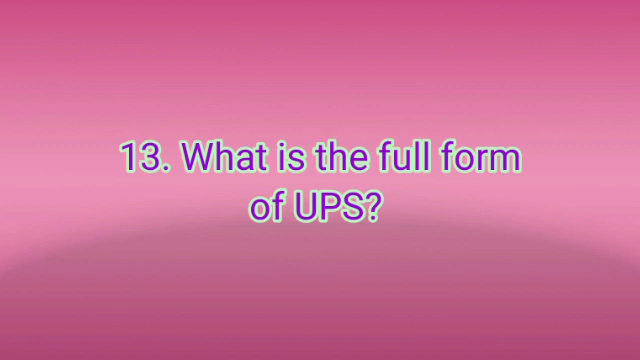 13. What is the full form
of UPS?